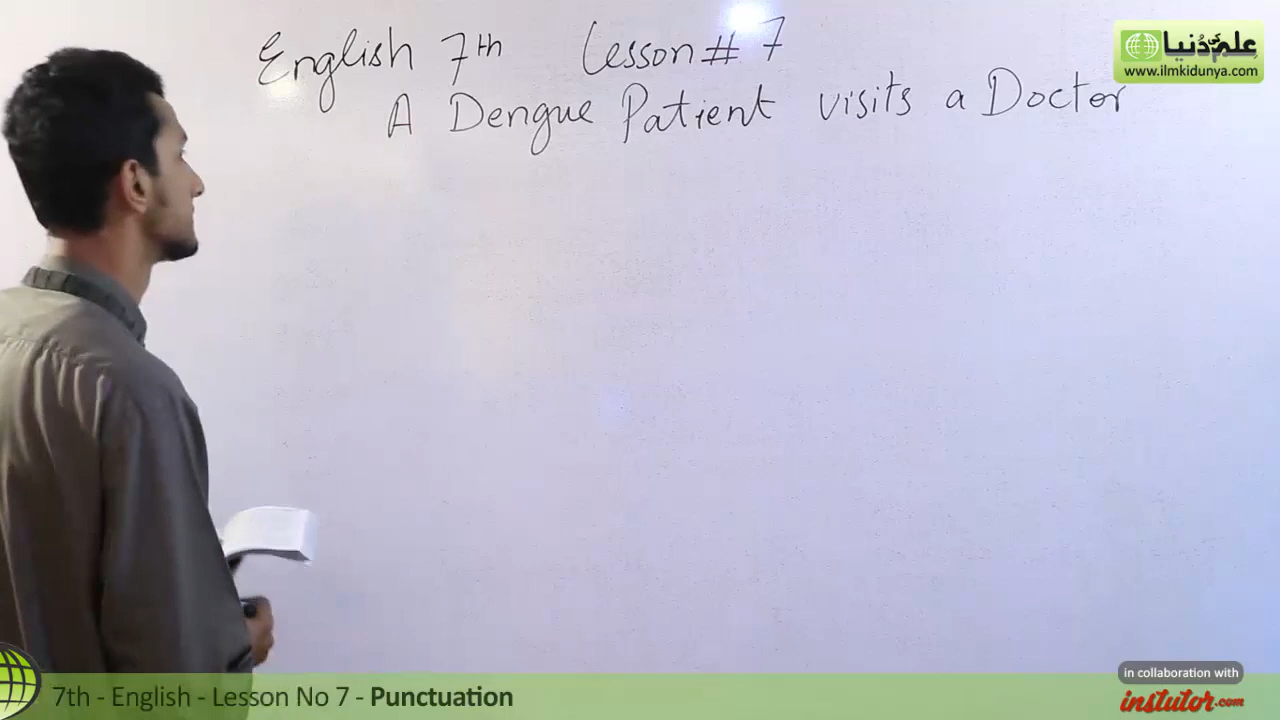 English 7th Lesson # 7
A Dengue Patient visits a Doctor
علم کی دُنیا
www.ilmkidunya.com
7th - English - Lesson No 7 - Punctuation
in collaboration with
instutor.com